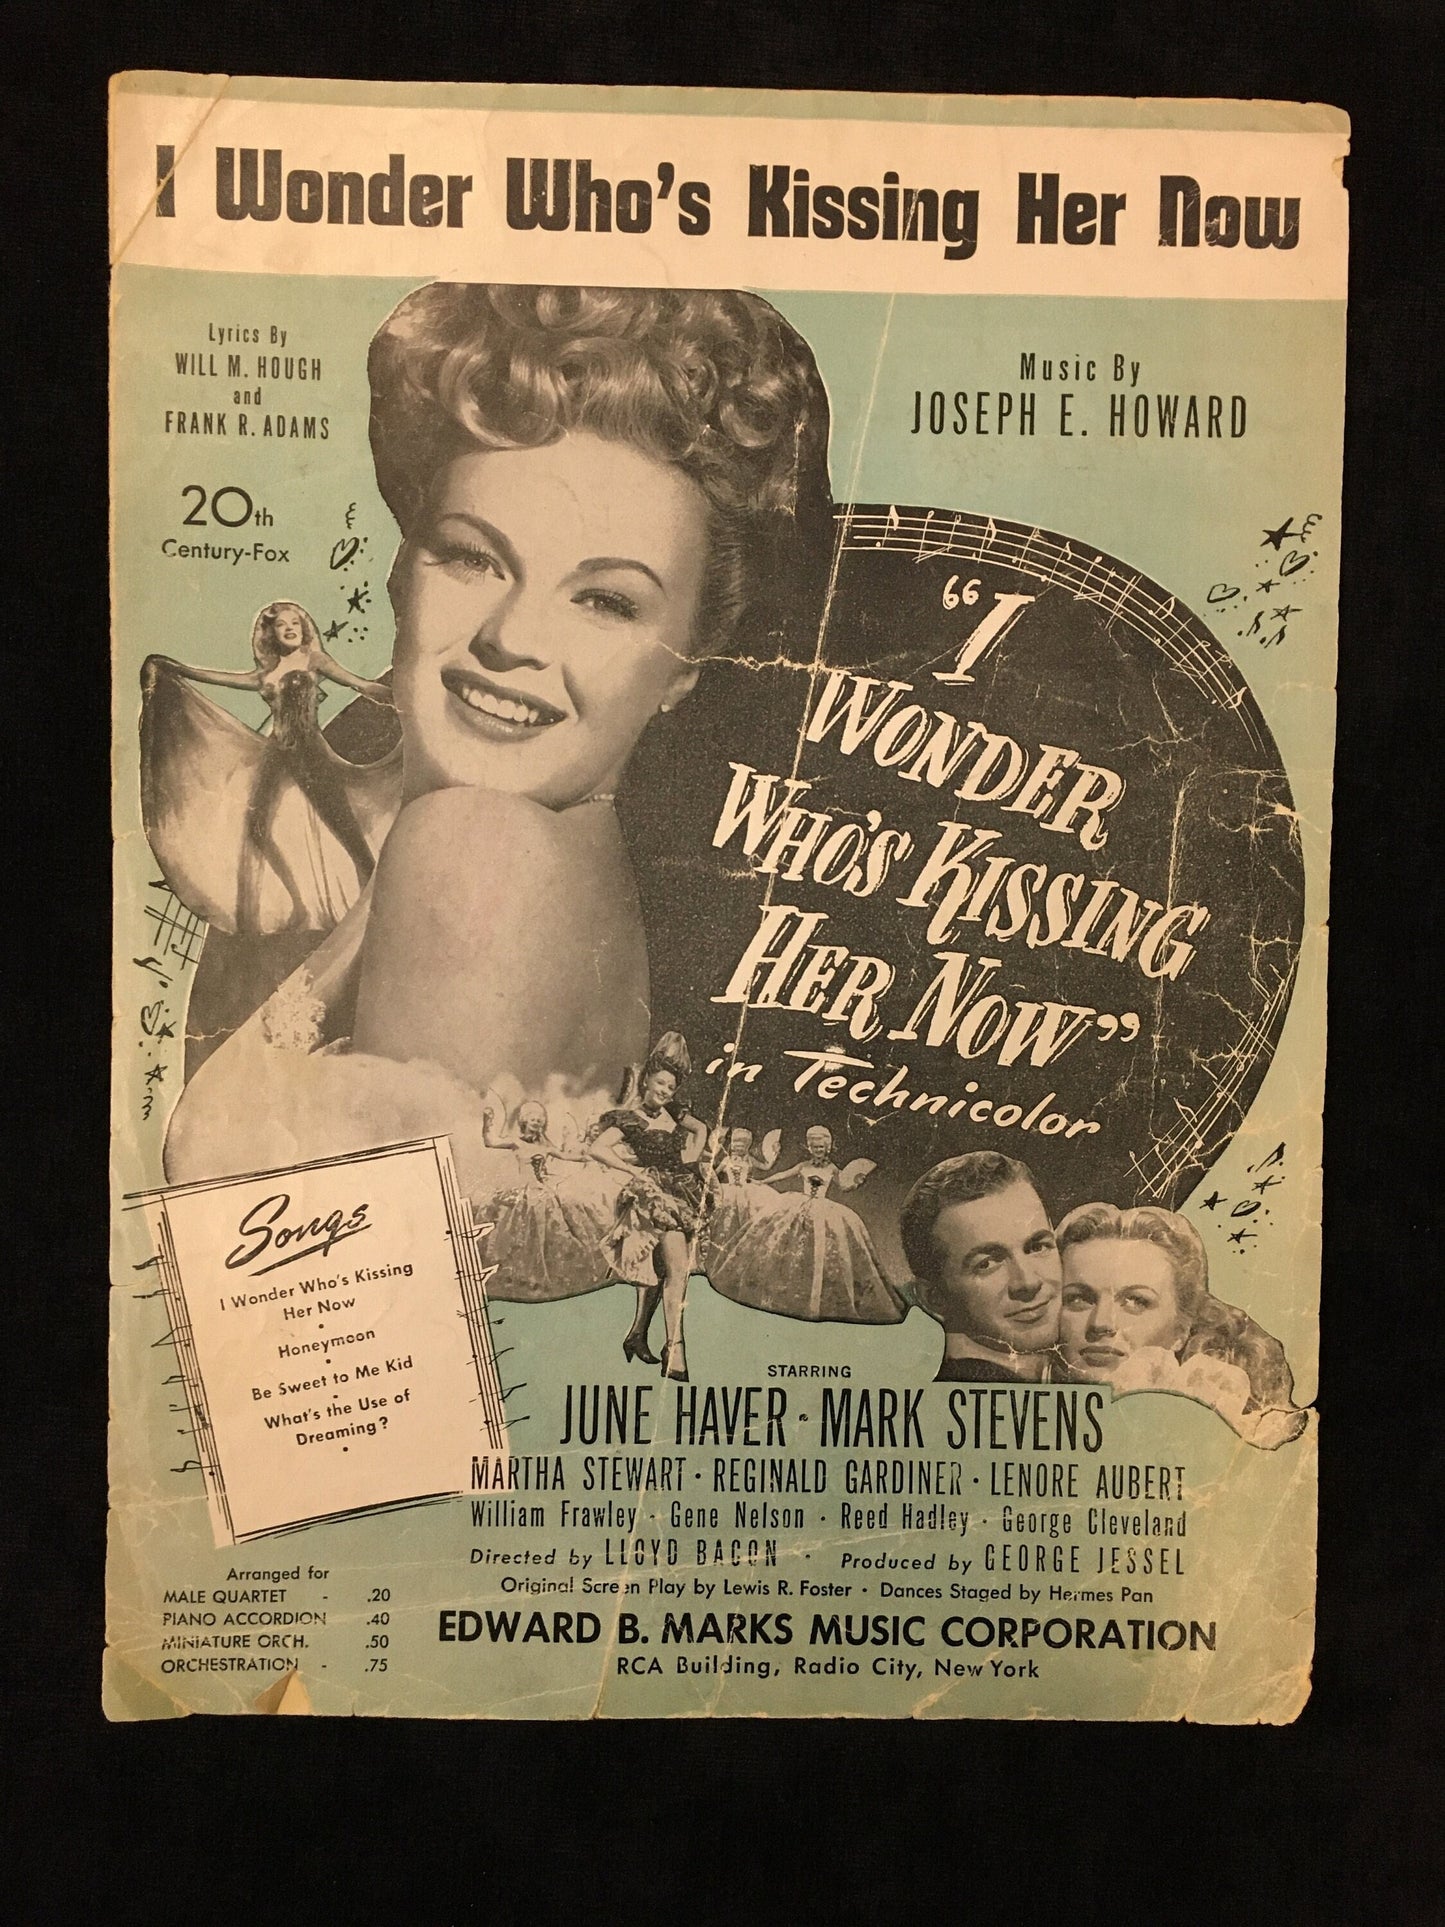 I Wonder Who's Kissing Her Now
Lyrics By
WILL M. HOUGH
and
FRANK R. ADAMS
Music By
JOSEPH E. HOWARD
20th
Century-Fox
"I
WONDER
WHO'S KISSING
HER NOW"
in Technicolor
Songs
I Wonder Who's Kissing
Her Now
•
Honeymoon
•
Be Sweet to Me Kid
•
What's the Use of
Dreaming?
•
STARRING
JUNE HAVER - MARK STEVENS
MARTHA STEWART · REGINALD GARDINER · LENORE AUBERT
William Frawley · Gene Nelson · Reed Hadley · George Cleveland
Directed by LLOYD BACON · Produced by GEORGE JESSEL
Original Screen Play by Lewis R. Foster · Dances Staged by Hermes Pan
EDWARD B. MARKS MUSIC CORPORATION
RCA Building, Radio City, New York
Arranged for
MALE QUARTET - .20
PIANO ACCORDION .40
MINIATURE ORCH. .50
ORCHESTRATION - .75